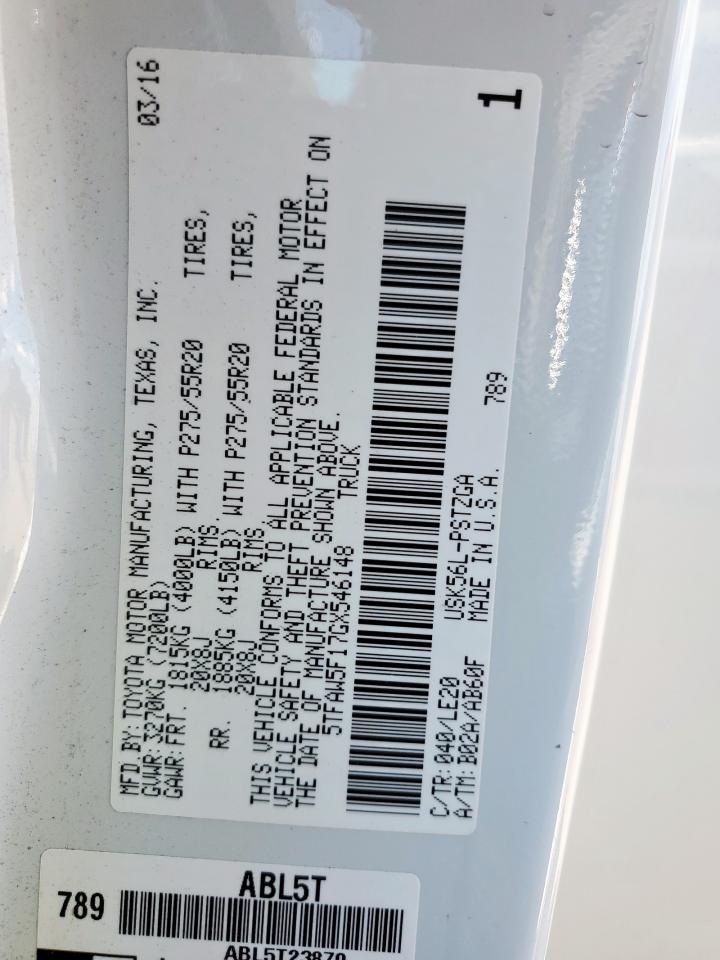 MFD BY: TOYOTA MOTOR MANUFACTURING, TEXAS, INC. 03/16
GVWR: 3270KG (7200LB)
GAWR: FRT. 1815KG (4000LB) WITH P275/55R20 TIRES,
20X8J RIMS.
RR. 1885KG (4150LB) WITH P275/55R20 TIRES,
20X8J RIMS.
THIS VEHICLE CONFORMS TO ALL APPLICABLE FEDERAL MOTOR
VEHICLE SAFETY AND THEFT PREVENTION STANDARDS IN EFFECT ON
THE DATE OF MANUFACTURE SHOWN ABOVE.
5TFAW5F17GX546148 TRUCK
C/TR: 040/LE20 USK56L-PSTZGA 789
A/TM: B02A/AB60F MADE IN U.S.A.
1
789 ABL5T
ABL5T23870